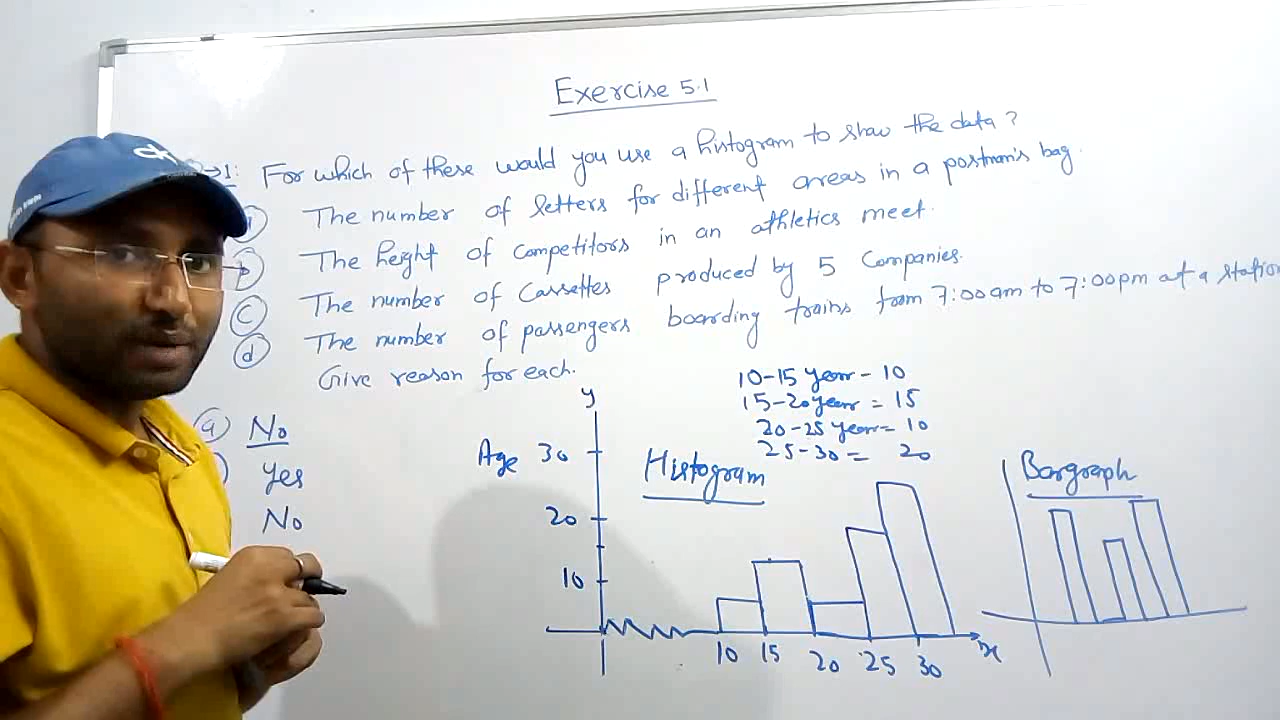 Exercise 5.1
→1: For which of these would you use a histogram to show the data?
The number of letters for different areas in a postman's bag.
The height of competitors in an athletics meet.
c The number of Cassettes produced by 5 Companies.
d The number of passengers boarding trains from 7:00am to 7:00pm at a station
Give reason for each.
a No
Yes
No
10-15 year - 10
15-20 year = 15
20-25 year = 10
25-30 = 20
y
Age 30
20
10
Histogram
10 15 20 25 30 x
Bargraph